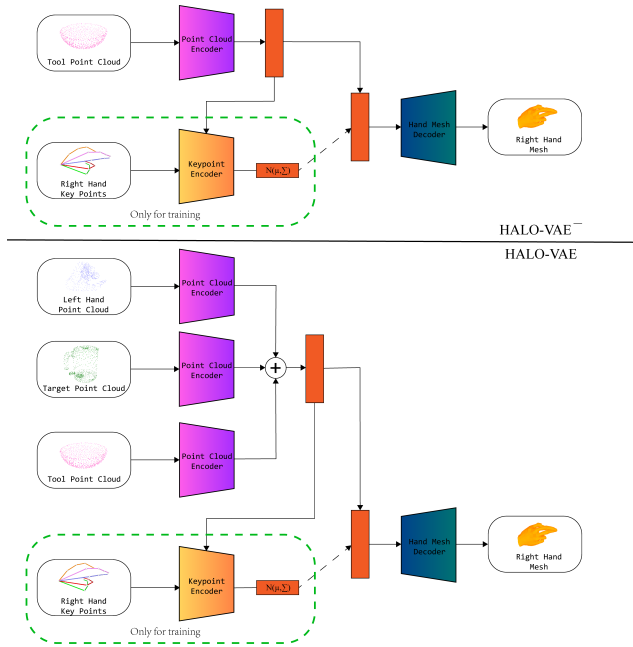 Point Cloud
Encoder
Tool Point Cloud
Hand Mesh
Decoder
Right Hand
Mesh
Keypoint
Encoder
N(μ,∑)
Right Hand
Key Points
Only for training
HALO-VAE⁻
HALO-VAE
Left Hand
Point Cloud
Point Cloud
Encoder
Target Point Cloud
Point Cloud
Encoder
+
Tool Point Cloud
Point Cloud
Encoder
Hand Mesh
Decoder
Right Hand
Mesh
Keypoint
Encoder
N(μ,∑)
Right Hand
Key Points
Only for training